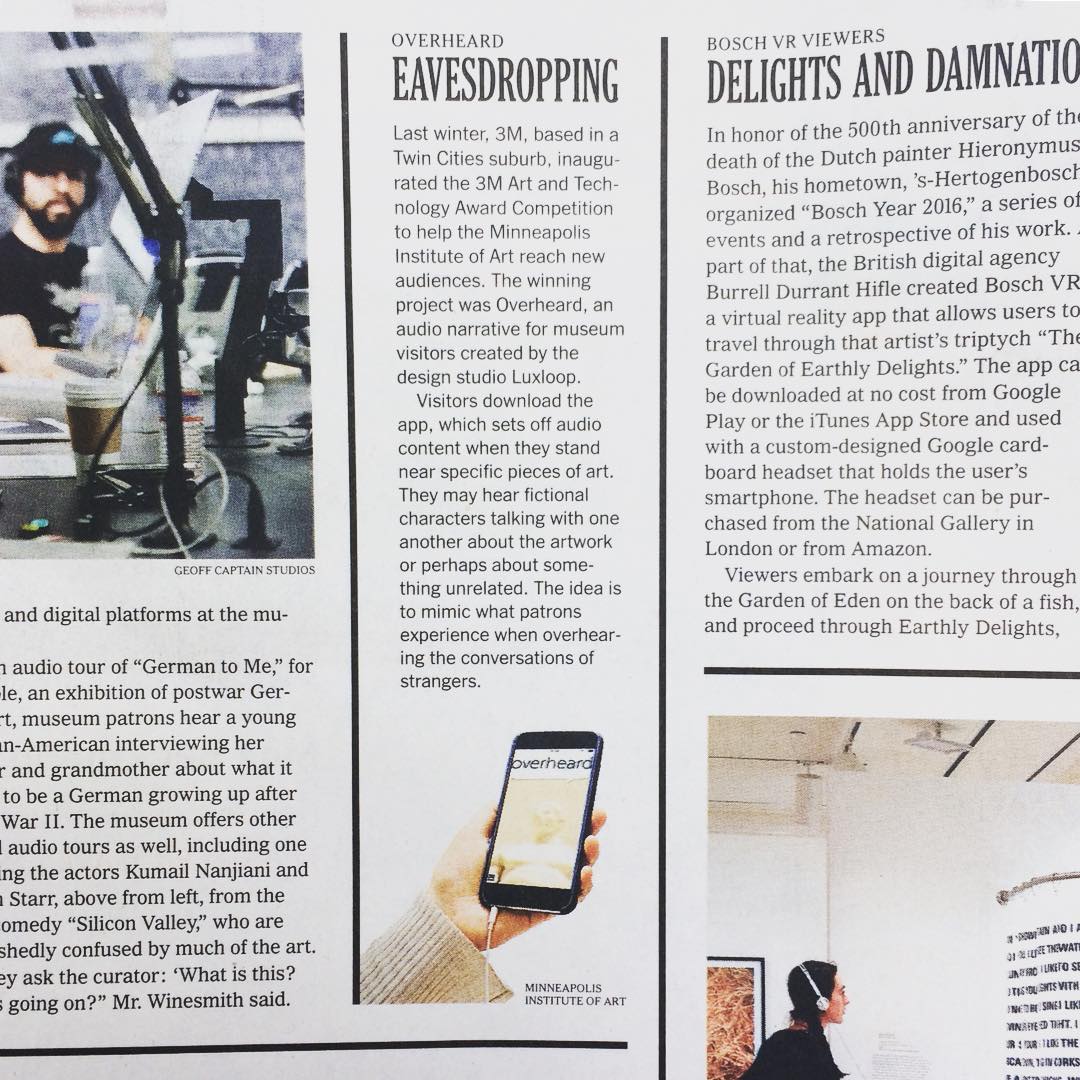 GEOFF CAPTAIN STUDIOS
and digital platforms at the mu-
audio tour of “German to Me,” for
an exhibition of postwar Ger-
museum patrons hear a young
interviewing her
and grandmother about what it
to be a German growing up after
War II. The museum offers other
audio tours as well, including one
the actors Kumail Nanjiani and
Starr, above from left, from the
“Silicon Valley,” who are
confused by much of the art.
ask the curator: ‘What is this?
going on?” Mr. Winesmith said.
OVERHEARD
EAVESDROPPING
Last winter, 3M, based in a
Twin Cities suburb, inaugu-
rated the 3M Art and Tech-
nology Award Competition
to help the Minneapolis
Institute of Art reach new
audiences. The winning
project was Overheard, an
audio narrative for museum
visitors created by the
design studio Luxloop.
Visitors download the
app, which sets off audio
content when they stand
near specific pieces of art.
They may hear fictional
characters talking with one
another about the artwork
or perhaps about some-
thing unrelated. The idea is
to mimic what patrons
experience when overhear-
ing the conversations of
strangers.
overheard
MINNEAPOLIS
INSTITUTE OF ART
BOSCH VR VIEWERS
DELIGHTS AND DAMNATIO
In honor of the 500th anniversary of the
death of the Dutch painter Hieronymus
Bosch, his hometown, ’s-Hertogenbosch
organized “Bosch Year 2016,” a series of
events and a retrospective of his work.
part of that, the British digital agency
Burrell Durrant Hifle created Bosch VR
a virtual reality app that allows users to
travel through that artist’s triptych “The
Garden of Earthly Delights.” The app ca
be downloaded at no cost from Google
Play or the iTunes App Store and used
with a custom-designed Google card-
board headset that holds the user’s
smartphone. The headset can be pur-
chased from the National Gallery in
London or from Amazon.
Viewers embark on a journey through
the Garden of Eden on the back of a fish,
and proceed through Earthly Delights,